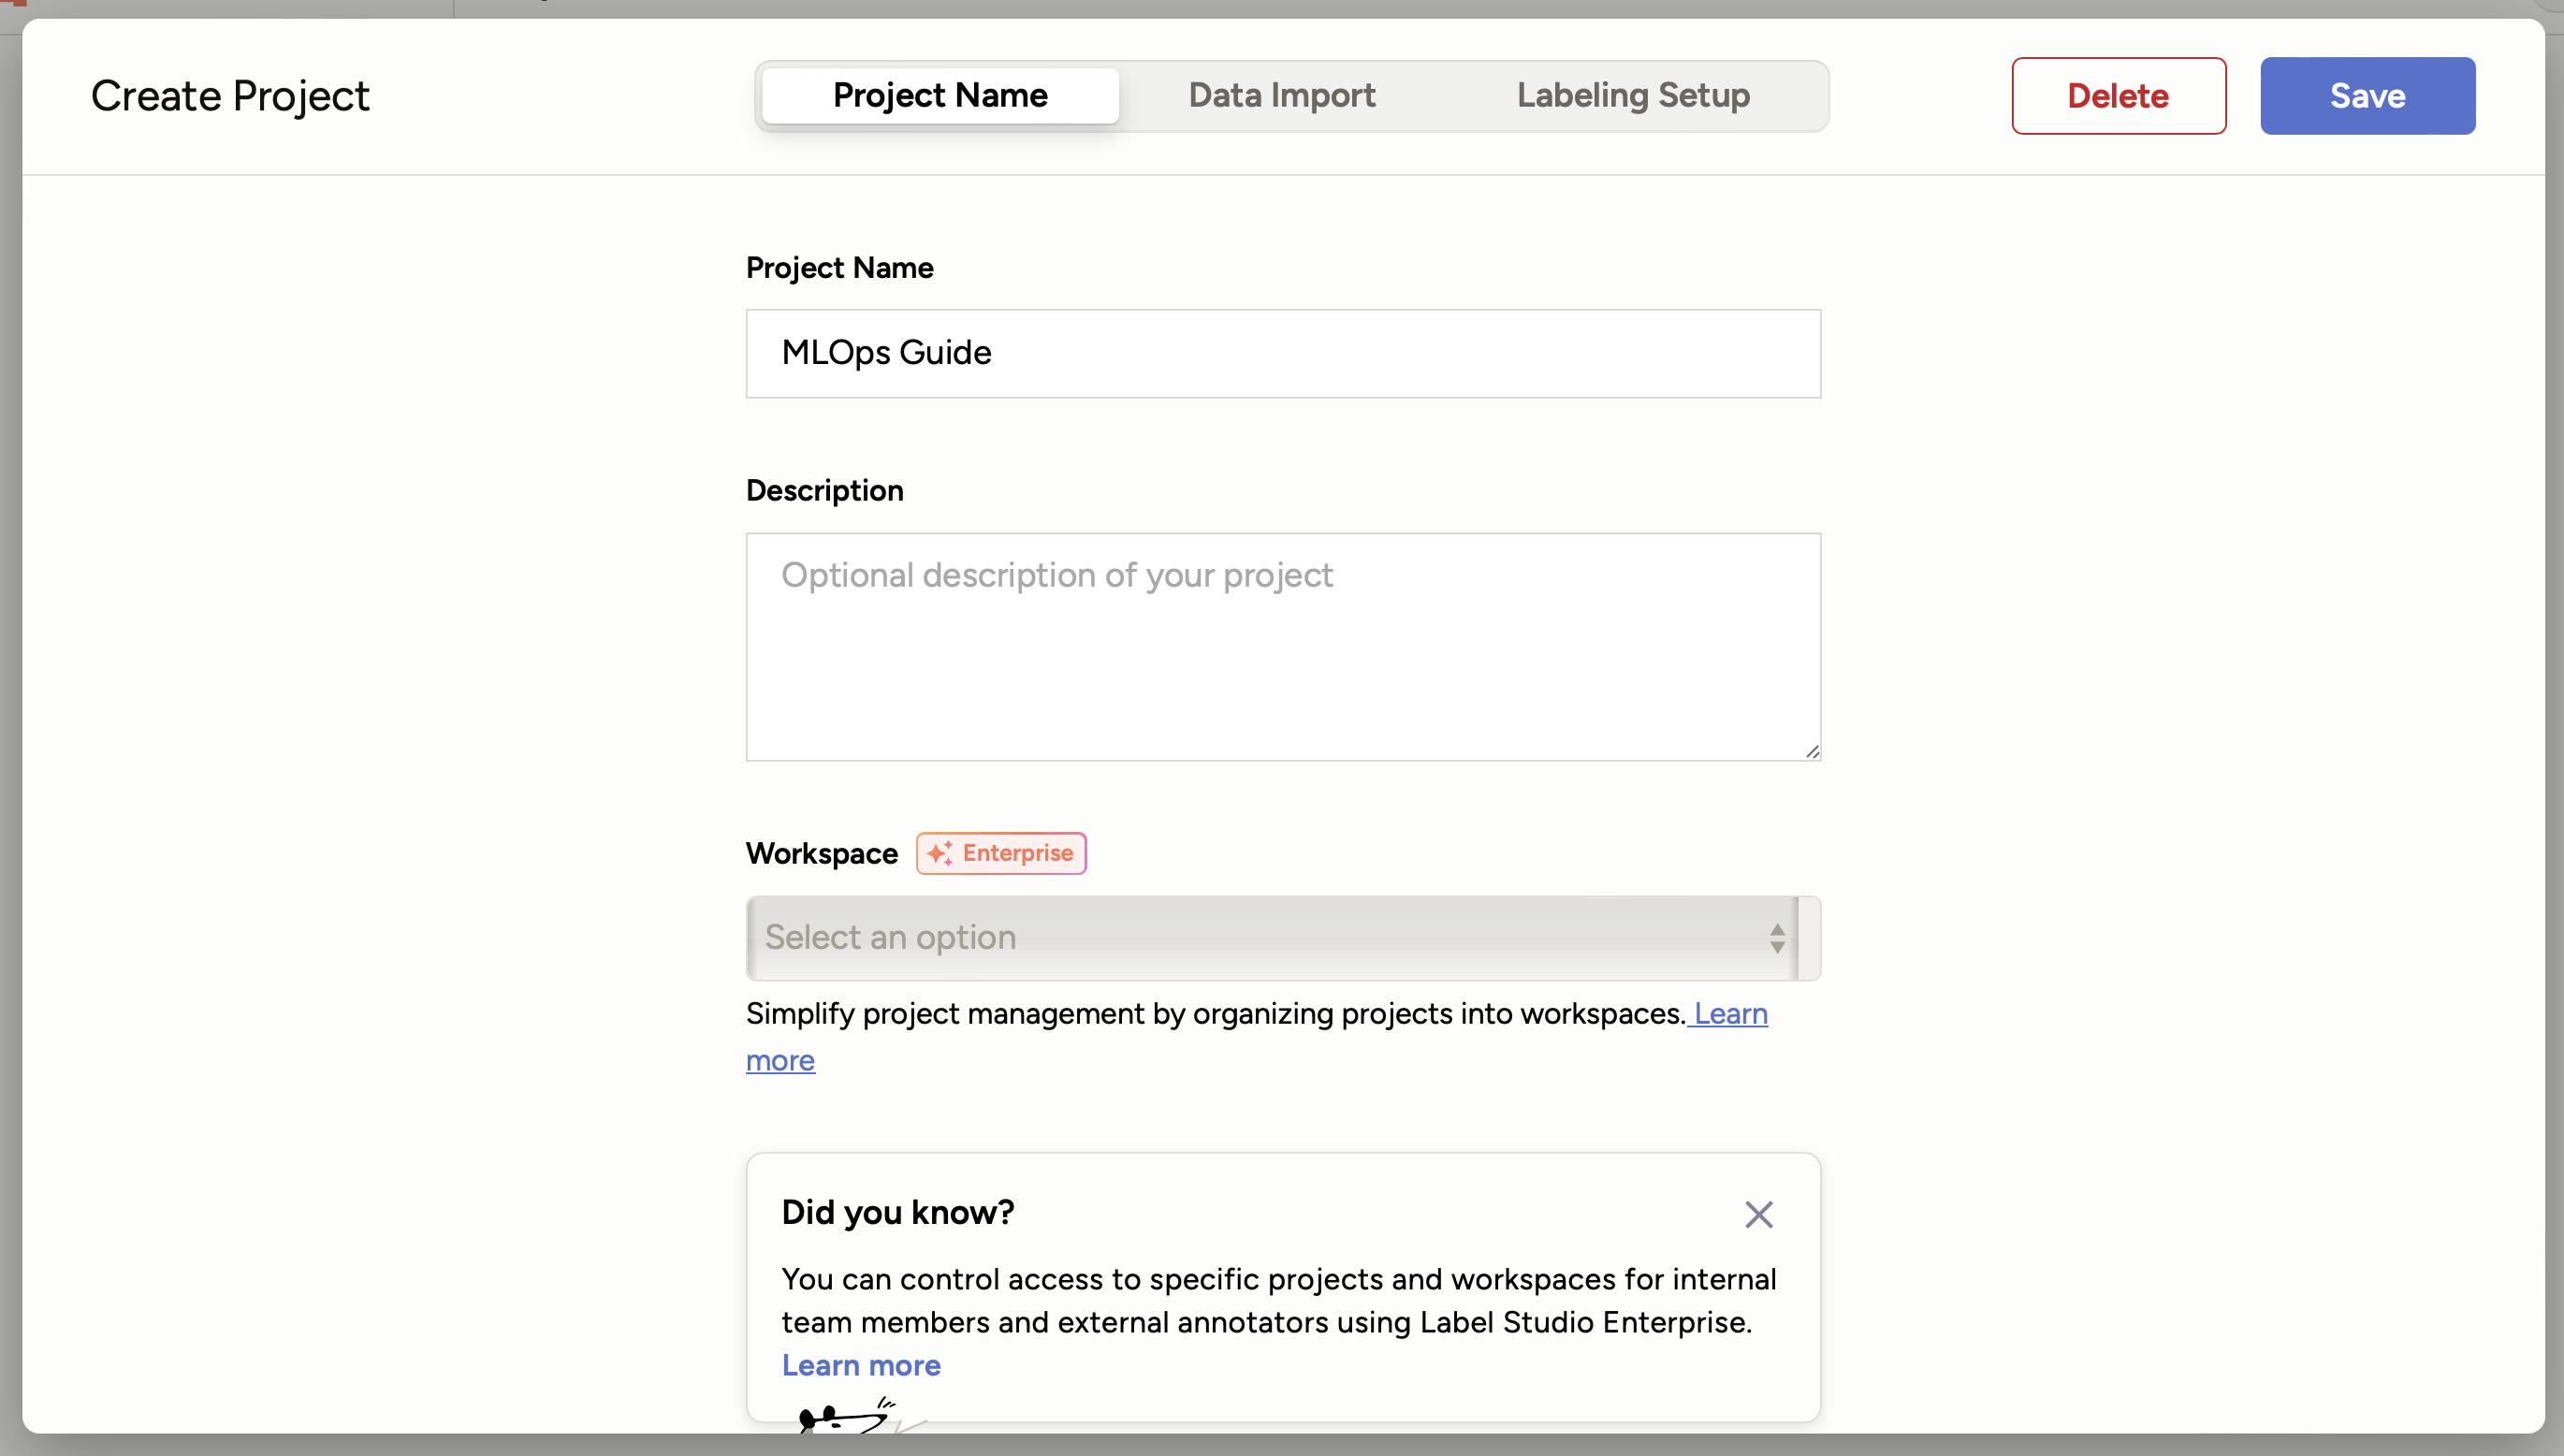 Create Project
Project Name
Data Import
Labeling Setup
Delete
Save
Project Name
MLOps Guide
Description
Optional description of your project
Workspace
Enterprise
Select an option
Simplify project management by organizing projects into workspaces. Learn
more
Did you know?
You can control access to specific projects and workspaces for internal
team members and external annotators using Label Studio Enterprise.
Learn more